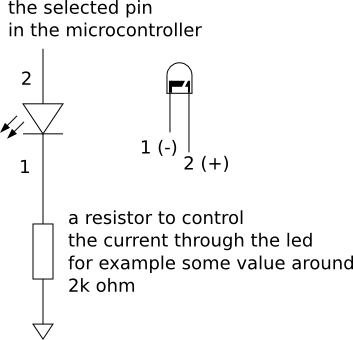 the selected pin
in the microcontroller
2
1
1 (-)
2 (+)
a resistor to control
the current through the led
for example some value around
2k ohm